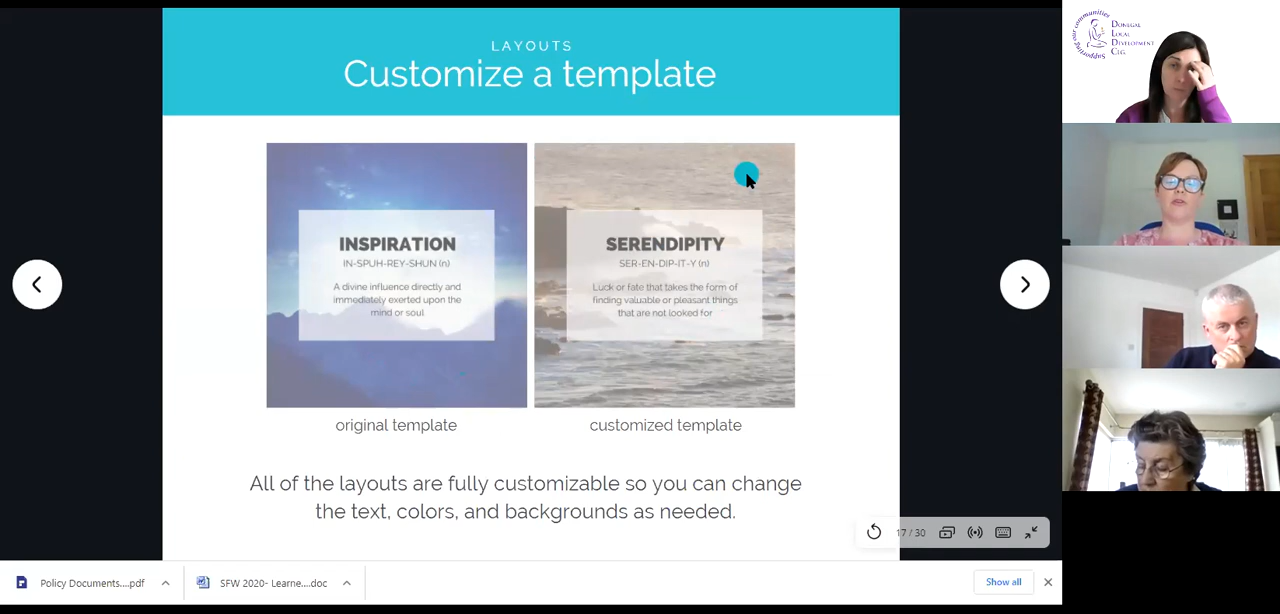 LAYOUTS
Customize a template
INSPIRATION
IN-SPUH-REY-SHUN (n)
A divine influence directly and
immediately exerted upon the
mind or soul
SERENDIPITY
SER-EN-DIP-IT-Y (n)
Luck or fate that takes the form of
finding valuable or pleasant things
that are not looked for
original template
customized template
All of the layouts are fully customizable so you can change
the text, colors, and backgrounds as needed.
17 / 30
Policy Documents....pdf
SFW 2020- Learne....doc
Show all
Supporting our communities
Donegal
Local
Development
CLG.